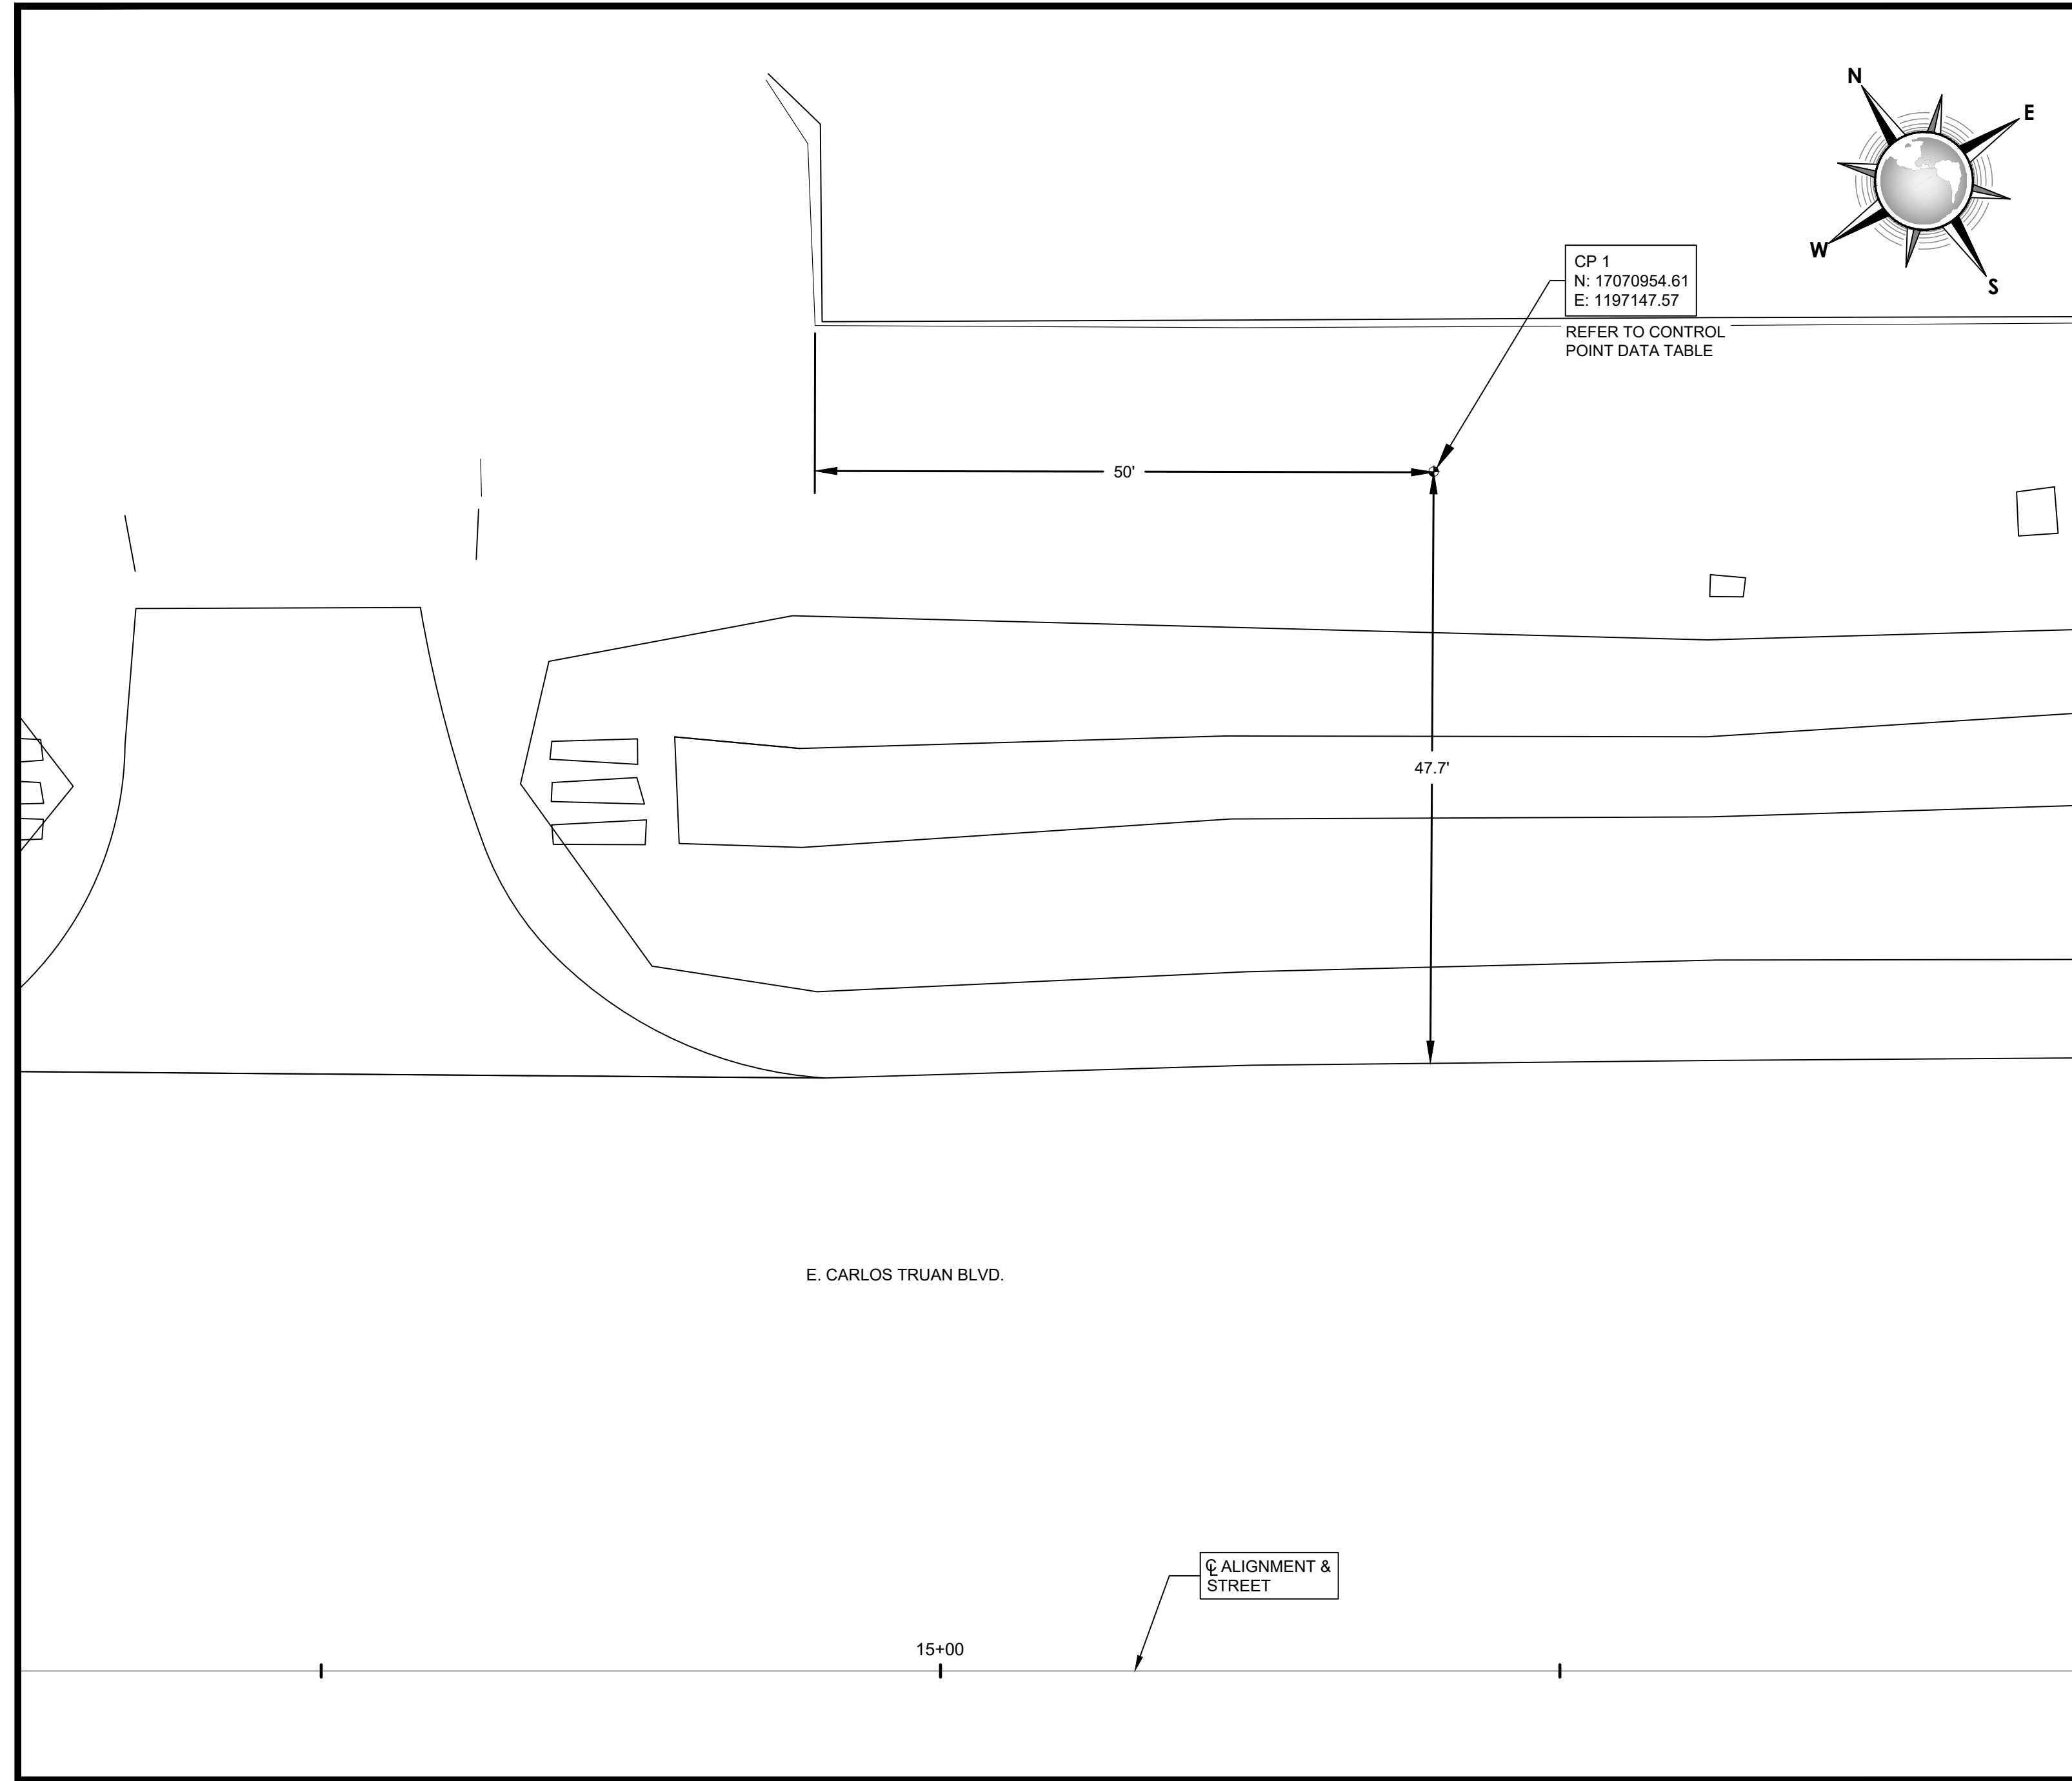 N
E
W
S
CP 1
N: 17070954.61
E: 1197147.57
REFER TO CONTROL
POINT DATA TABLE
50'
47.7'
E. CARLOS TRUAN BLVD.
℄ ALIGNMENT &
STREET
15+00